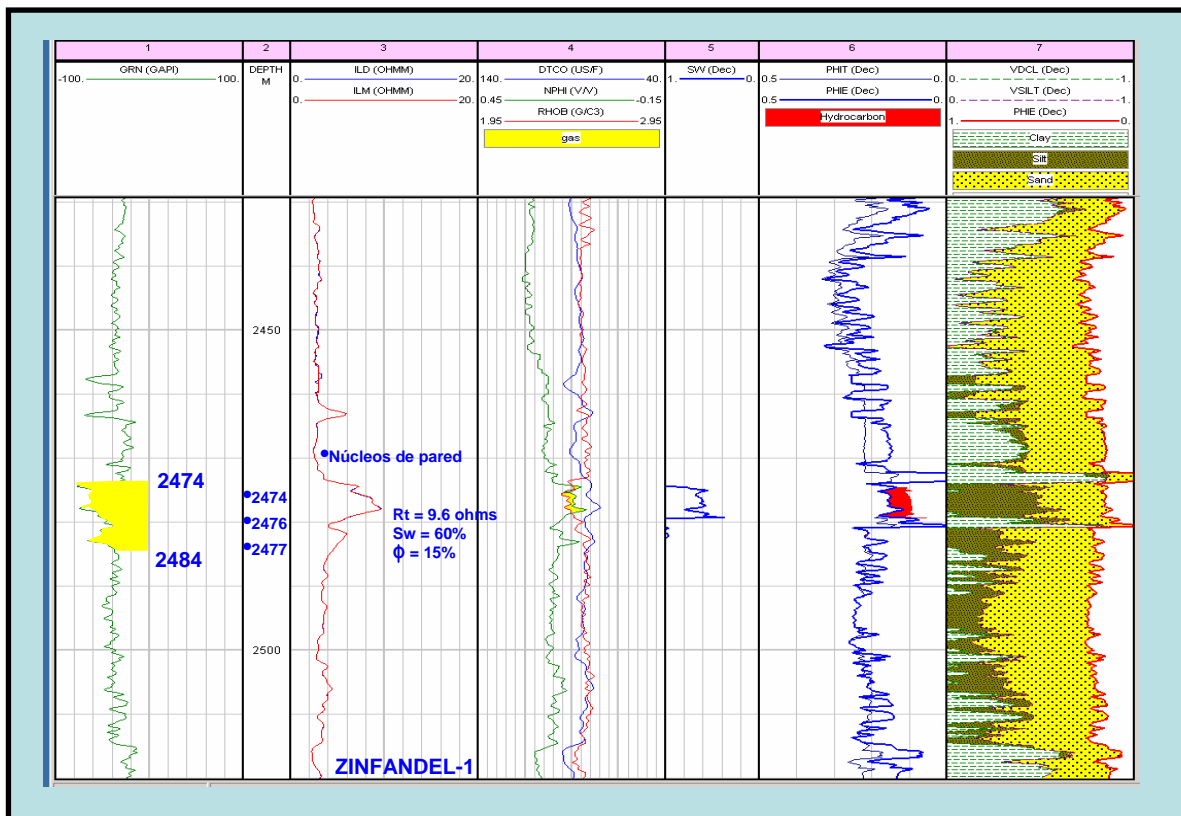 1 2 3 4 5 6 7
GRN (GAPI)
-100. 100.
DEPTH
M
ILD (OHMM)
0. 20.
ILM (OHMM)
0. 20.
DTCO (US/F)
140. 40.
NPHI (V/V)
0.45 -0.15
RHOB (G/C3)
1.95 2.95
gas
SW (Dec)
1. 0.
PHIT (Dec)
0.5 0.
PHIE (Dec)
0.5 0.
Hydrocarbon
VDCL (Dec)
0. 1.
VSILT (Dec)
0. 1.
PHIE (Dec)
1. 0.
Clay
Silt
Sand
2450
Núcleos de pared
2474
2474
2476
2477
2484
Rt = 9.6 ohms
Sw = 60%
ϕ = 15%
2500
ZINFANDEL-1